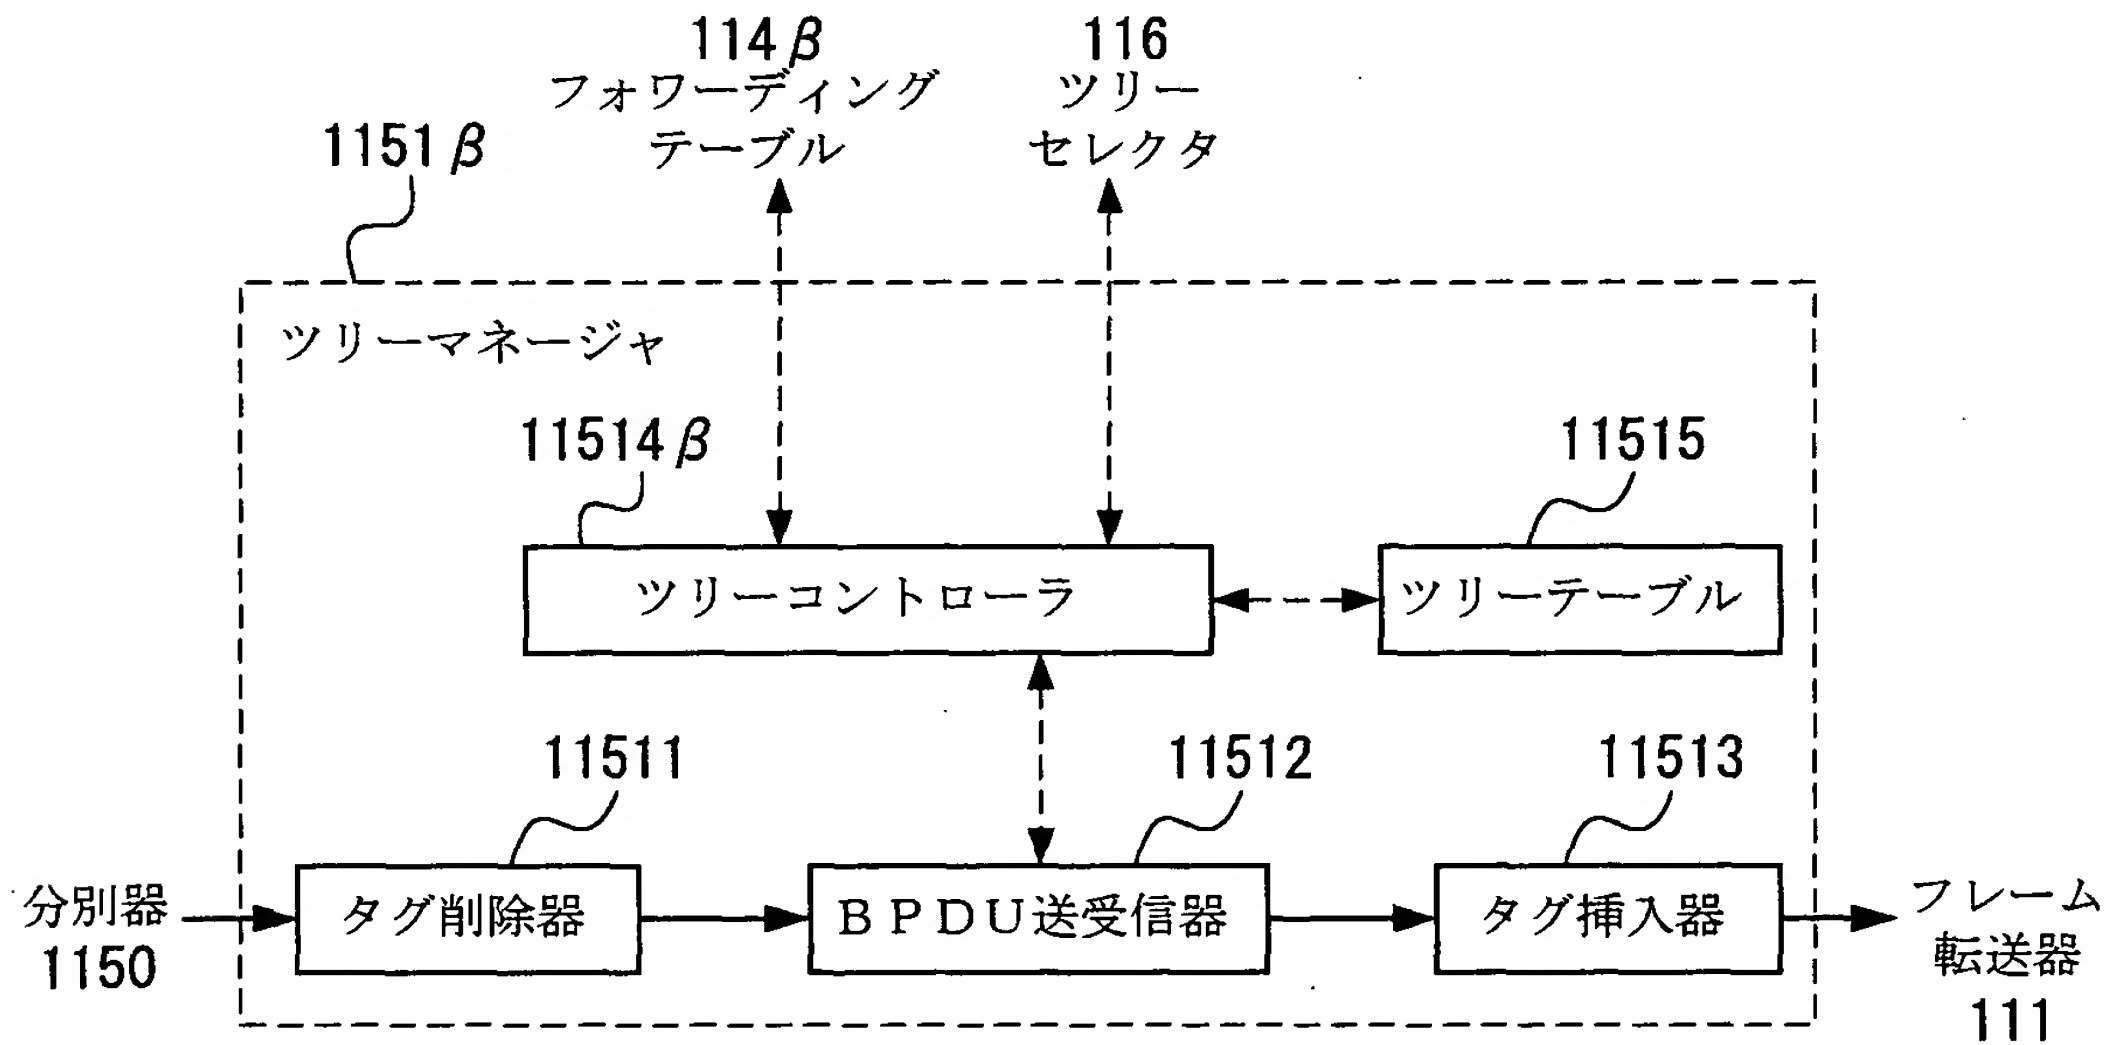 114β
フォワーディング
テーブル
116
ツリー
セレクタ
1151β
ツリーマネージャ
11514β
11515
ツリーコントローラ
ツリーテーブル
11511
11512
11513
分別器
1150
タグ削除器
BPDU送受信器
タグ挿入器
フレーム
転送器
111